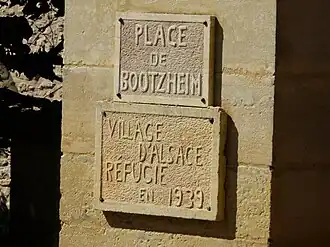 PLACE
DE
BOOTZHEIM
VILLAGE
D'ALSACE
RÉFUGIÉ
EN 1939